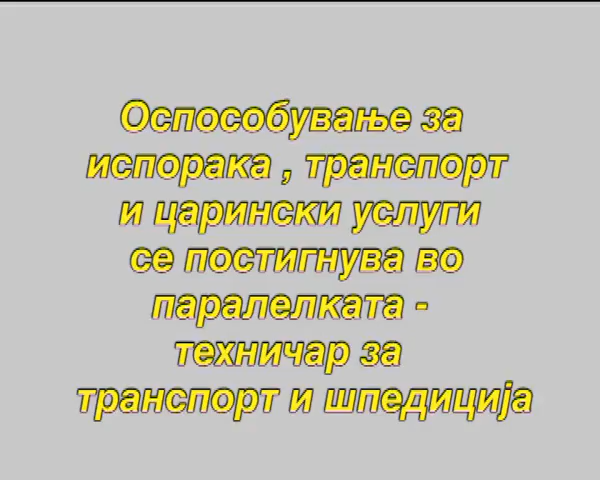 Оспособување за
испорака , транспорт
и царински услуги
се постигнува во
паралелката -
техничар за
транспорт и шпедиција